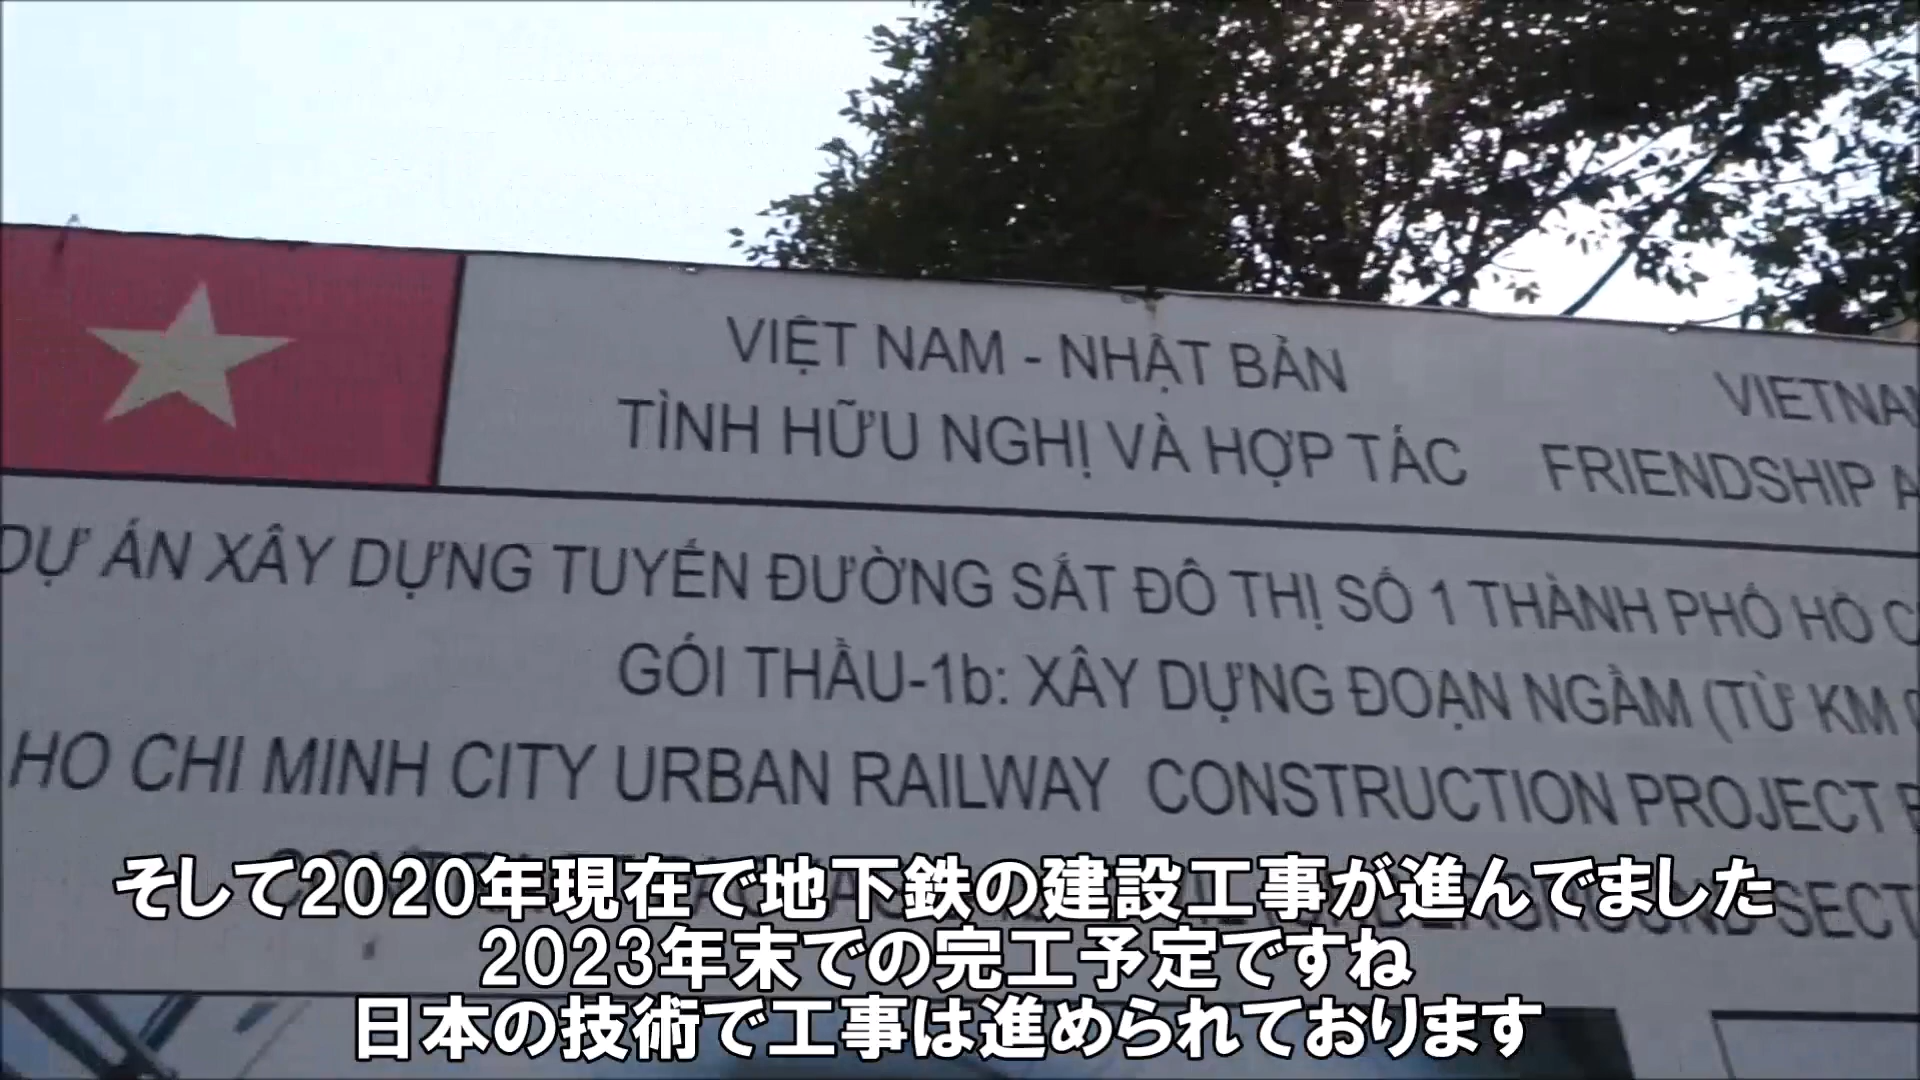 VIỆT NAM - NHẬT BẢN
TÌNH HỮU NGHỊ VÀ HỢP TÁC
VIETNA
FRIENDSHIP A
DỰ ÁN XÂY DỰNG TUYẾN ĐƯỜNG SẮT ĐÔ THỊ SỐ 1 THÀNH PHỐ HỒ C
GÓI THẦU-1b: XÂY DỰNG ĐOẠN NGẦM (TỪ KM
HO CHI MINH CITY URBAN RAILWAY CONSTRUCTION PROJECT
SECT
そして2020年現在で地下鉄の建設工事が進んでました
2023年末での完工予定ですね
日本の技術で工事は進められております